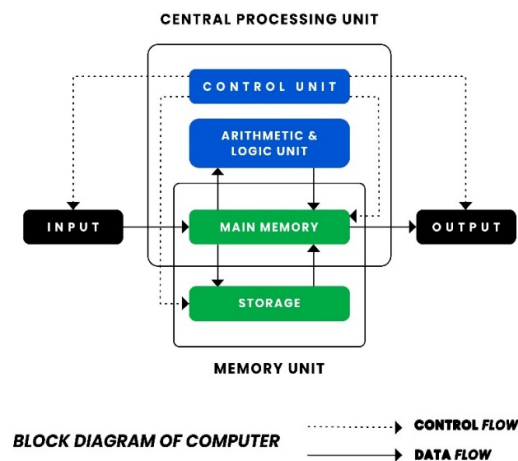 CENTRAL PROCESSING UNIT
CONTROL UNIT
ARITHMETIC &
LOGIC UNIT
INPUT
MAIN MEMORY
OUTPUT
STORAGE
MEMORY UNIT
BLOCK DIAGRAM OF COMPUTER
CONTROL FLOW
DATA FLOW